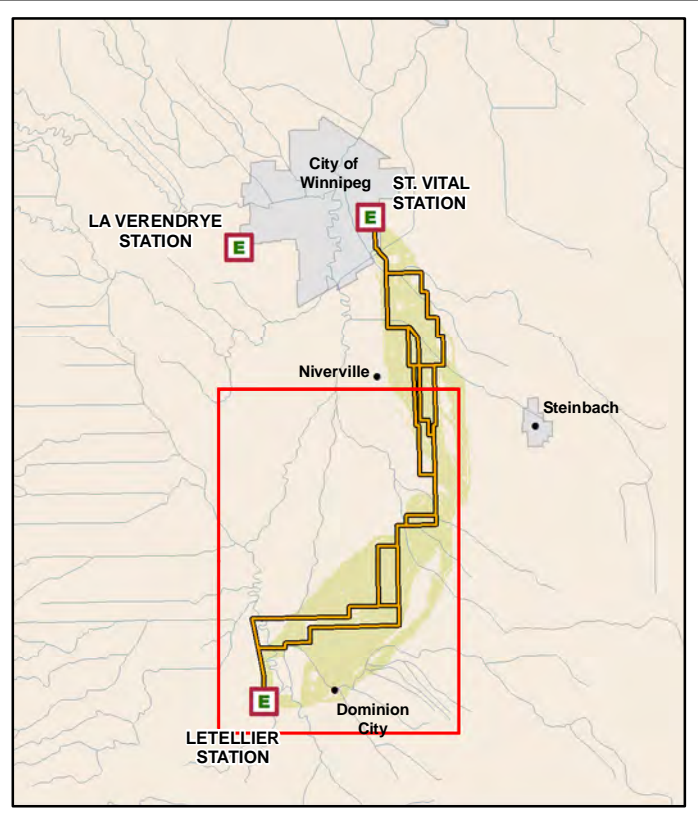 City of
Winnipeg
ST. VITAL
STATION
E
LA VERENDRYE
STATION
E
Niverville
Steinbach
E
Dominion
City
LETELLIER
STATION